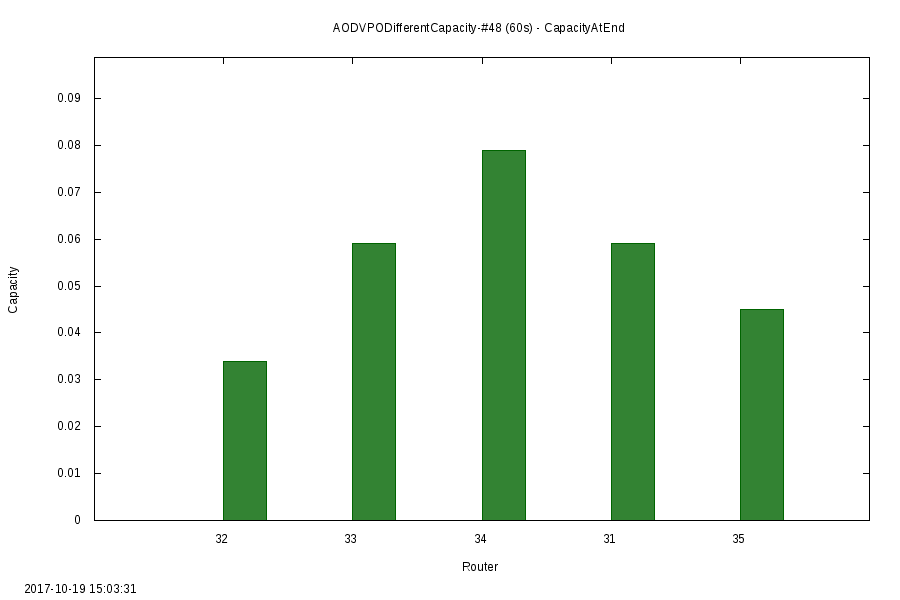 AODVPODifferentCapacity-#48 (60s) - CapacityAtEnd
0.09
0.08
0.07
0.06
0.05
0.04
0.03
0.02
0.01
0
Capacity
32 33 34 31 35
Router
2017-10-19 15:03:31